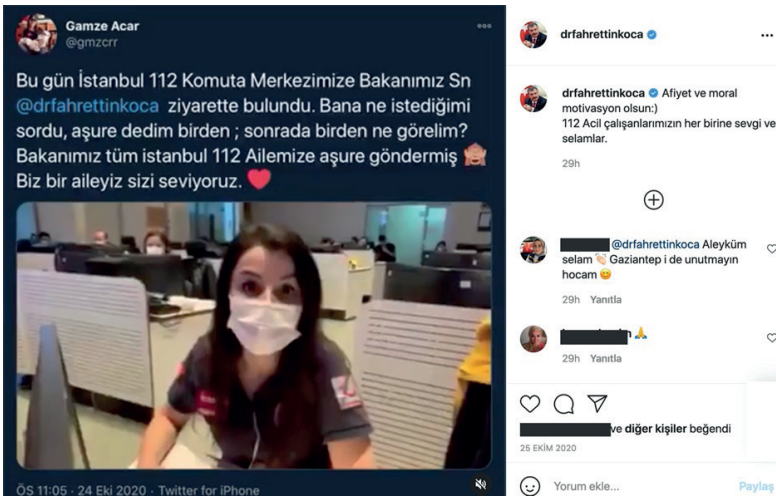 Gamze Acar
@gmzcrr
Bu gün İstanbul 112 Komuta Merkezimize Bakanımız Sn
@drfahrettinkoca ziyarette bulundu. Bana ne istediğimi
sordu, aşure dedim birden ; sonrada birden ne görelim?
Bakanımız tüm istanbul 112 Ailemize aşure göndermiş 🙈
Biz bir aileyiz sizi seviyoruz. ❤️
ÖS 11:05 · 24 Eki 2020 · Twitter for iPhone
drfahrettinkoca
drfahrettinkoca Afiyet ve moral
motivasyon olsun:)
112 Acil çalışanlarımızın her birine sevgi ve
selamlar.
29h
@drfahrettinkoca Aleyküm
selam 👏🏻 Gaziantep i de unutmayın
hocam 😊
29h Yanıtla
🙏
29h Yanıtla
ve diğer kişiler beğendi
25 EKİM 2020
Yorum ekle... Paylaş